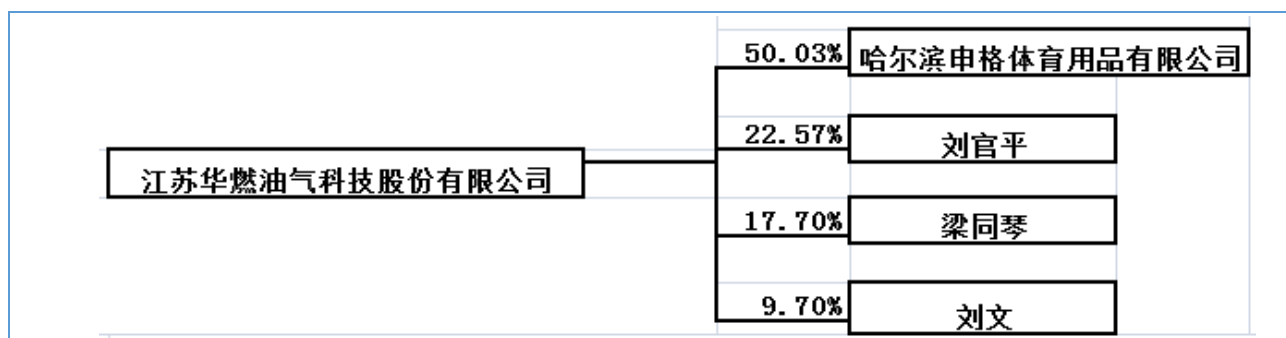 50.03% 哈尔滨申格体育用品有限公司
22.57% 刘官平
江苏华燃油气科技股份有限公司
17.70% 梁同琴
9.70% 刘文